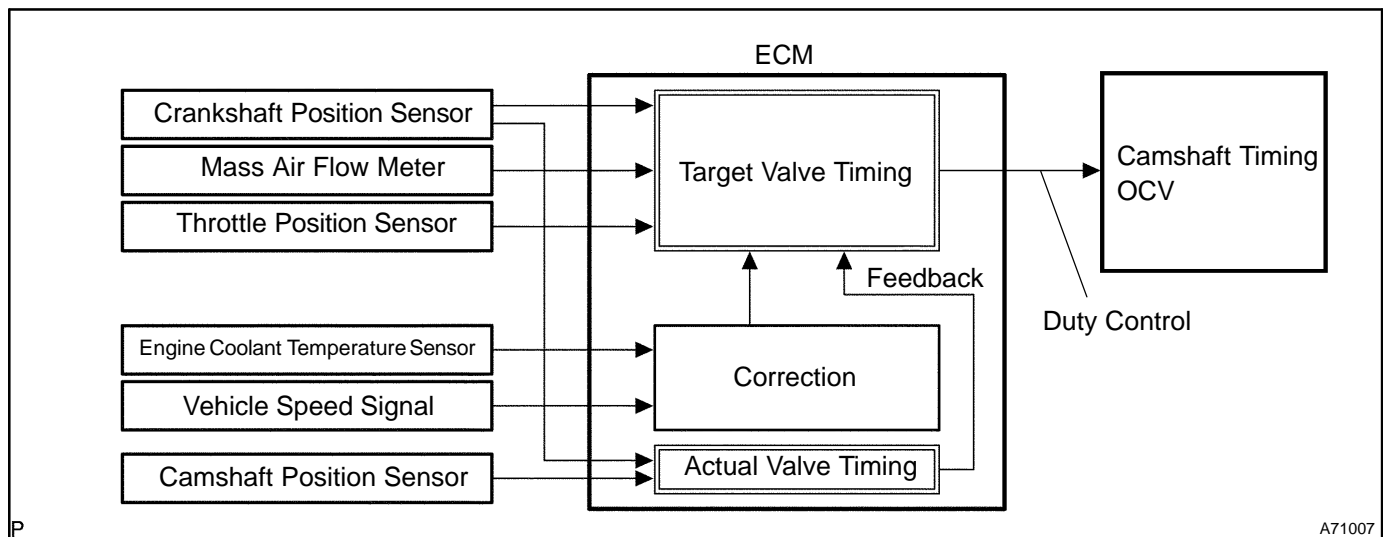 ECM
Crankshaft Position Sensor
Mass Air Flow Meter
Throttle Position Sensor
Target Valve Timing
Camshaft Timing
OCV
Feedback
Duty Control
Engine Coolant Temperature Sensor
Vehicle Speed Signal
Correction
Camshaft Position Sensor
Actual Valve Timing
P
A71007